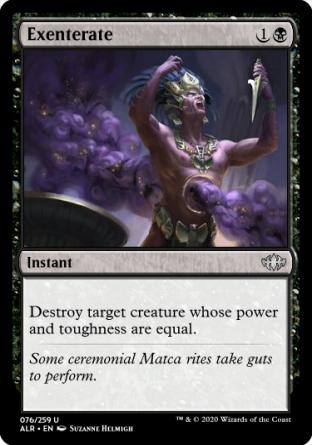 Exenterate 1
Instant
Destroy target creature whose power
and toughness are equal.
Some ceremonial Matca rites take guts
to perform.
076/259 U
ALR • EN SUZANNE HELMIGH
™ & © 2020 Wizards of the Coast